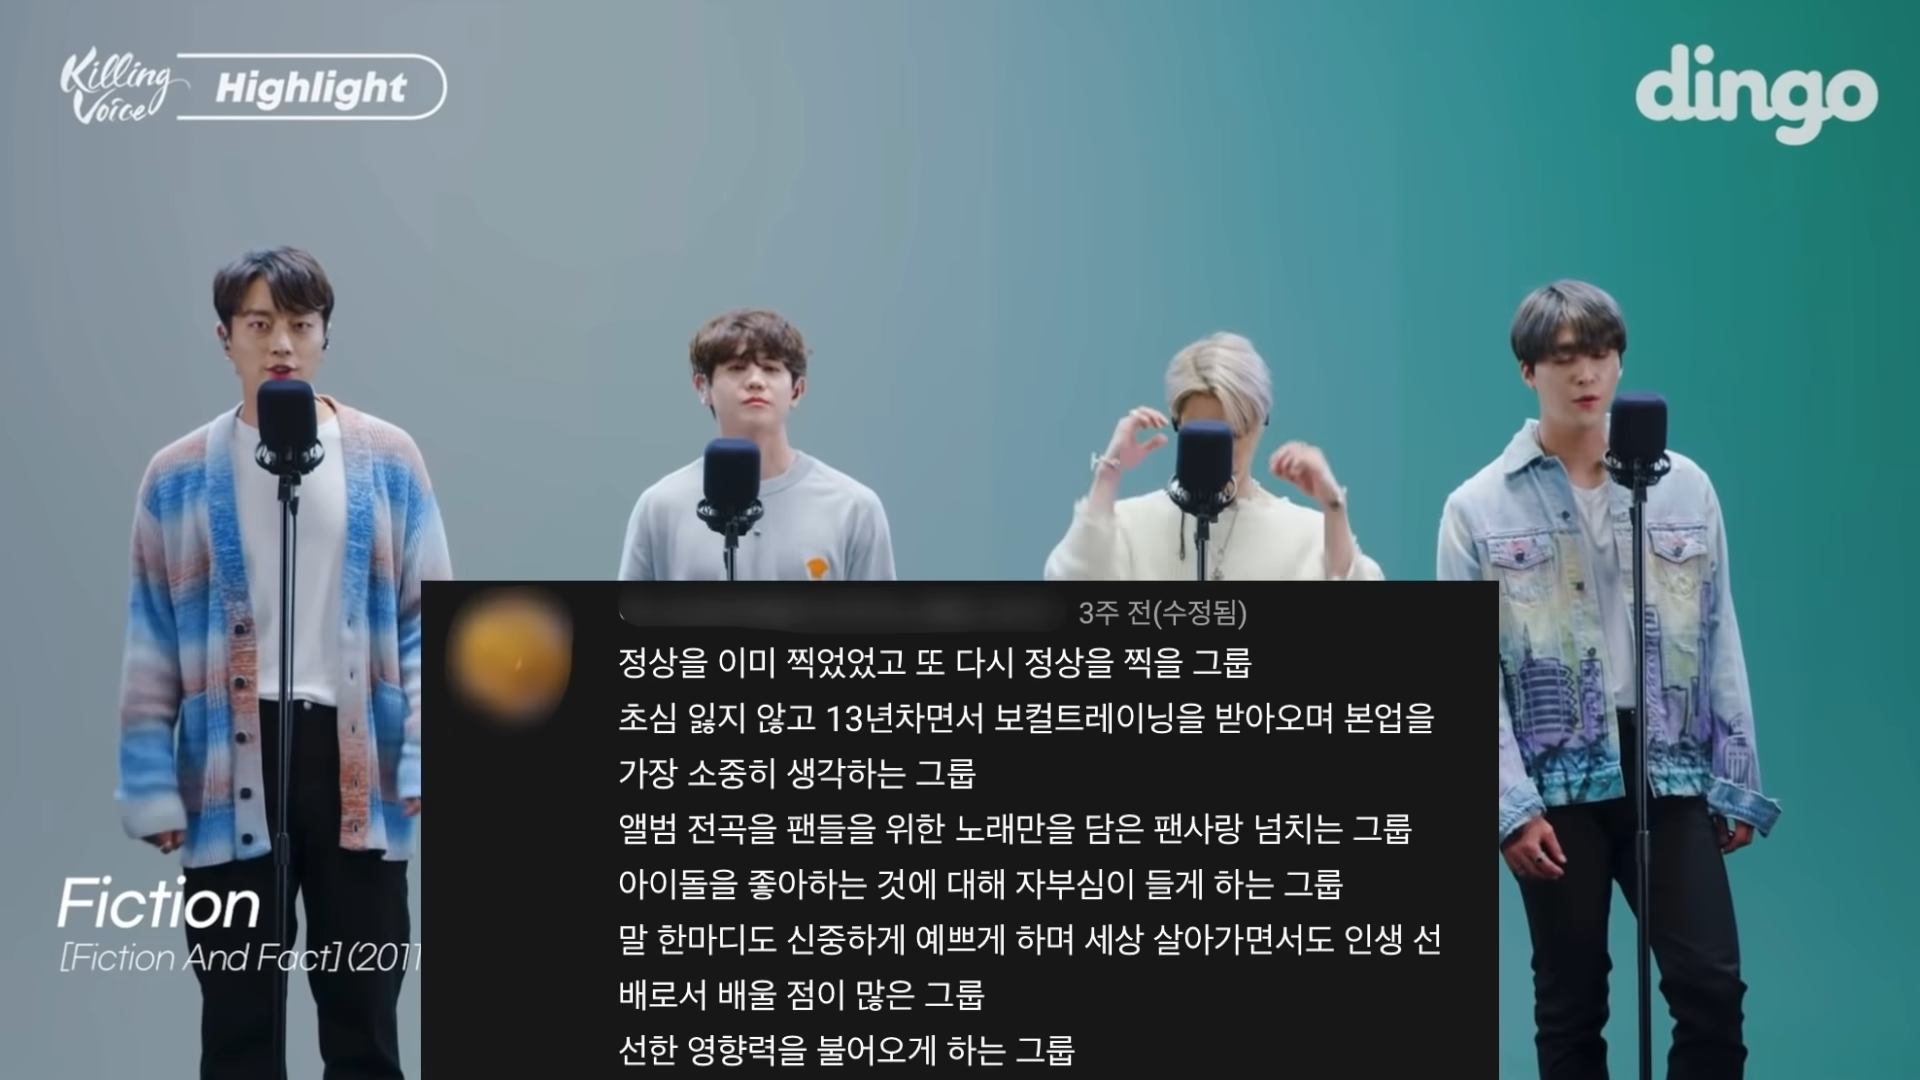 Killing Voice
Highlight
dingo
3주 전(수정됨)
정상을 이미 찍었었고 또 다시 정상을 찍을 그룹
초심 잃지 않고 13년차면서 보컬트레이닝을 받아오며 본업을
가장 소중히 생각하는 그룹
앨범 전곡을 팬들을 위한 노래만을 담은 팬사랑 넘치는 그룹
아이돌을 좋아하는 것에 대해 자부심이 들게 하는 그룹
말 한마디도 신중하게 예쁘게 하며 세상 살아가면서도 인생 선
배로서 배울 점이 많은 그룹
선한 영향력을 불어오게 하는 그룹
Fiction
[Fiction And Fact] (2011